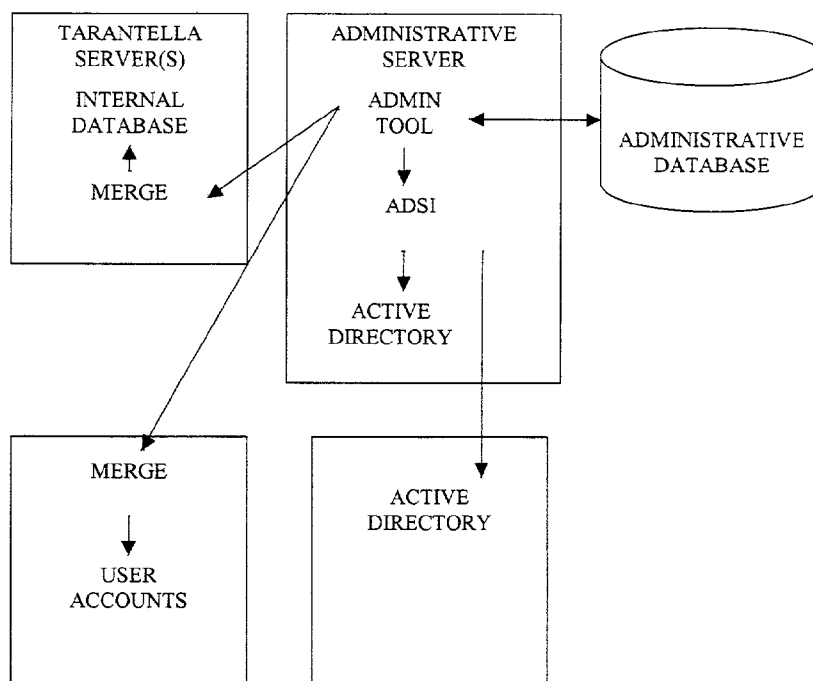 TARANTELLA
SERVER(S)
INTERNAL
DATABASE
MERGE
ADMINISTRATIVE
SERVER
ADMIN
TOOL
ADSI
ACTIVE
DIRECTORY
ADMINISTRATIVE
DATABASE
MERGE
USER
ACCOUNTS
ACTIVE
DIRECTORY